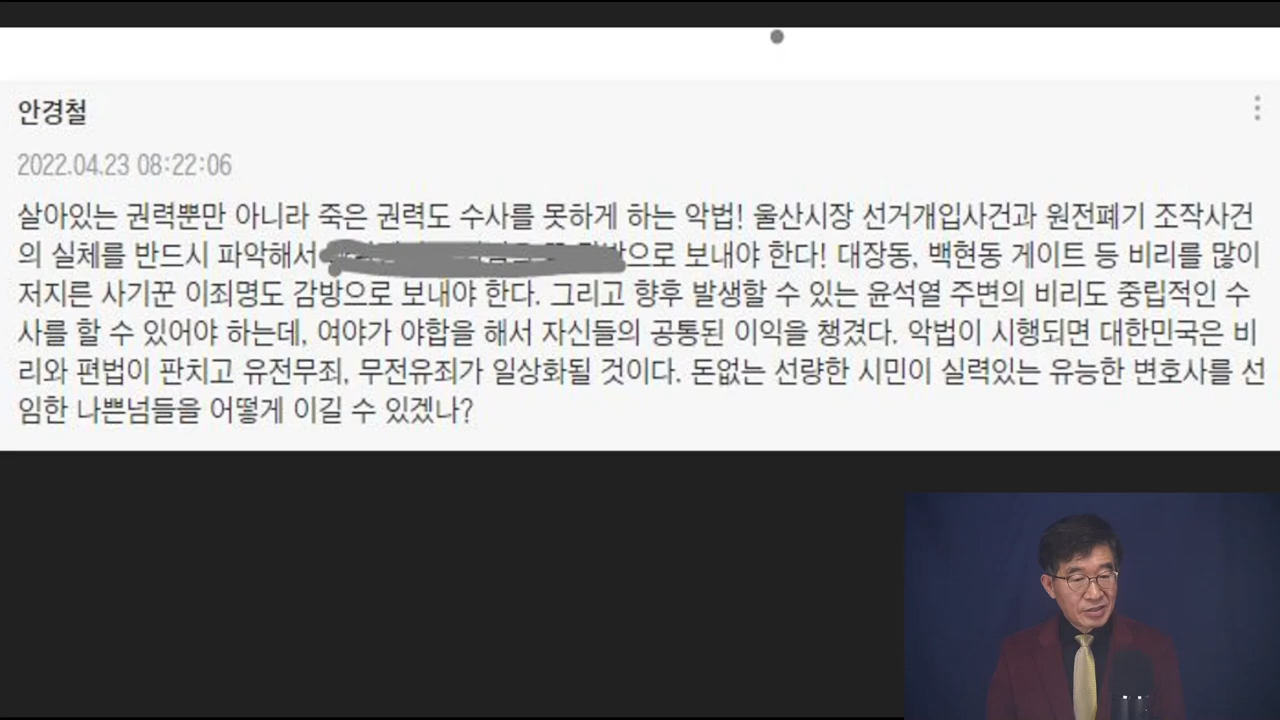 안경철
2022.04.23 08:22:06
살아있는 권력뿐만 아니라 죽은 권력도 수사를 못하게 하는 악법! 울산시장 선거개입사건과 원전폐기 조작사건
의 실체를 반드시 파악해서 으로 보내야 한다! 대장동, 백현동 게이트 등 비리를 많이
저지른 사기꾼 이죄명도 감방으로 보내야 한다. 그리고 향후 발생할 수 있는 윤석열 주변의 비리도 중립적인 수
사를 할 수 있어야 하는데, 여야가 야합을 해서 자신들의 공통된 이익을 챙겼다. 악법이 시행되면 대한민국은 비
리와 편법이 판치고 유전무죄, 무전유죄가 일상화될 것이다. 돈없는 선량한 시민이 실력있는 유능한 변호사를 선
임한 나쁜넘들을 어떻게 이길 수 있겠나?